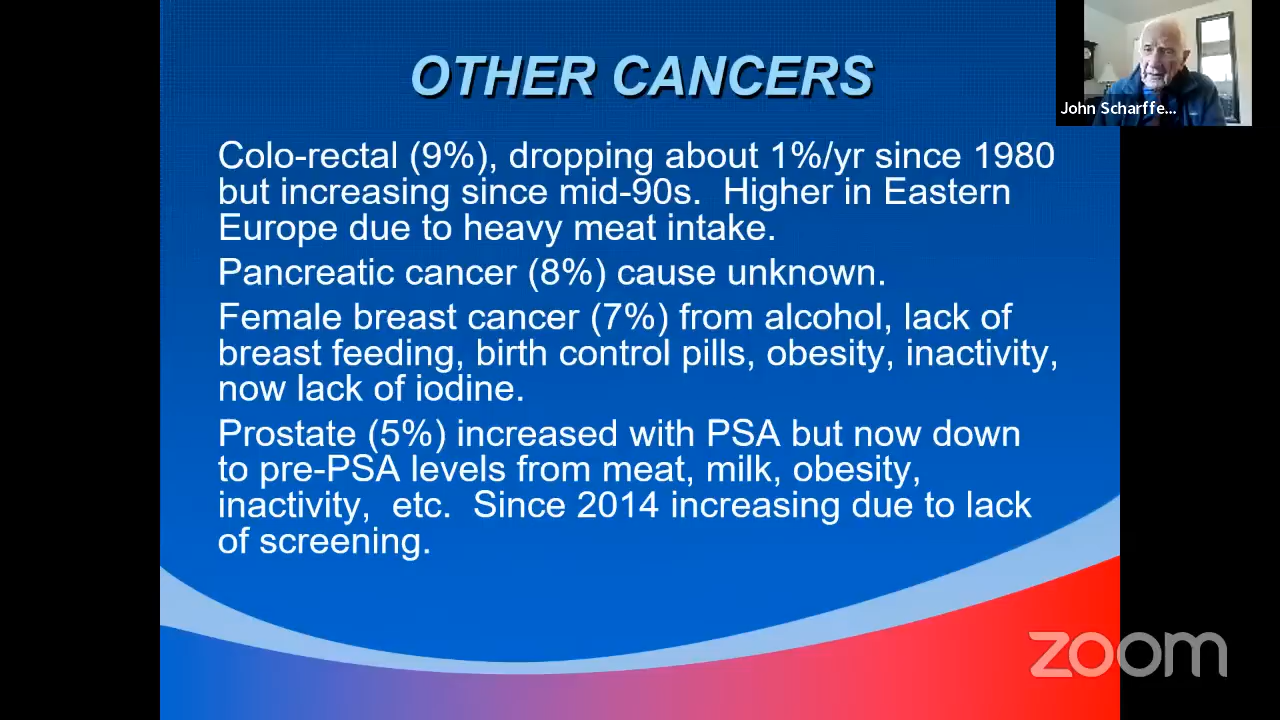 OTHER CANCERS
John Scharffe...
Colo-rectal (9%), dropping about 1%/yr since 1980
but increasing since mid-90s.  Higher in Eastern
Europe due to heavy meat intake.
Pancreatic cancer (8%) cause unknown.
Female breast cancer (7%) from alcohol, lack of
breast feeding, birth control pills, obesity, inactivity,
now lack of iodine.
Prostate (5%) increased with PSA but now down
to pre-PSA levels from meat, milk, obesity,
inactivity,  etc.  Since 2014 increasing due to lack
of screening.
zoom